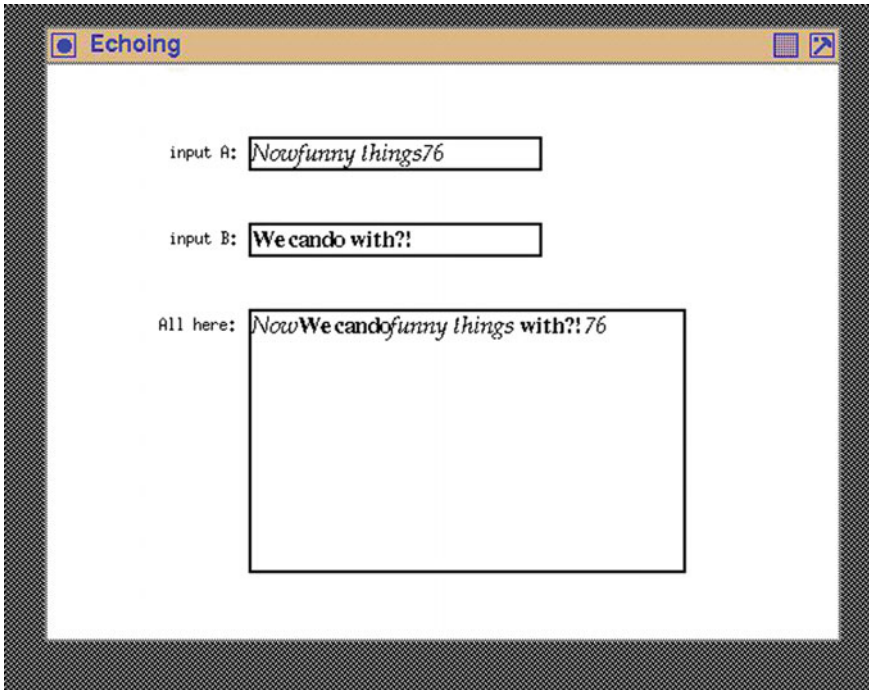 Echoing
input A: Nowfunny things76
input B: We cando with?!
All here: NowWe candofunny things with?!76